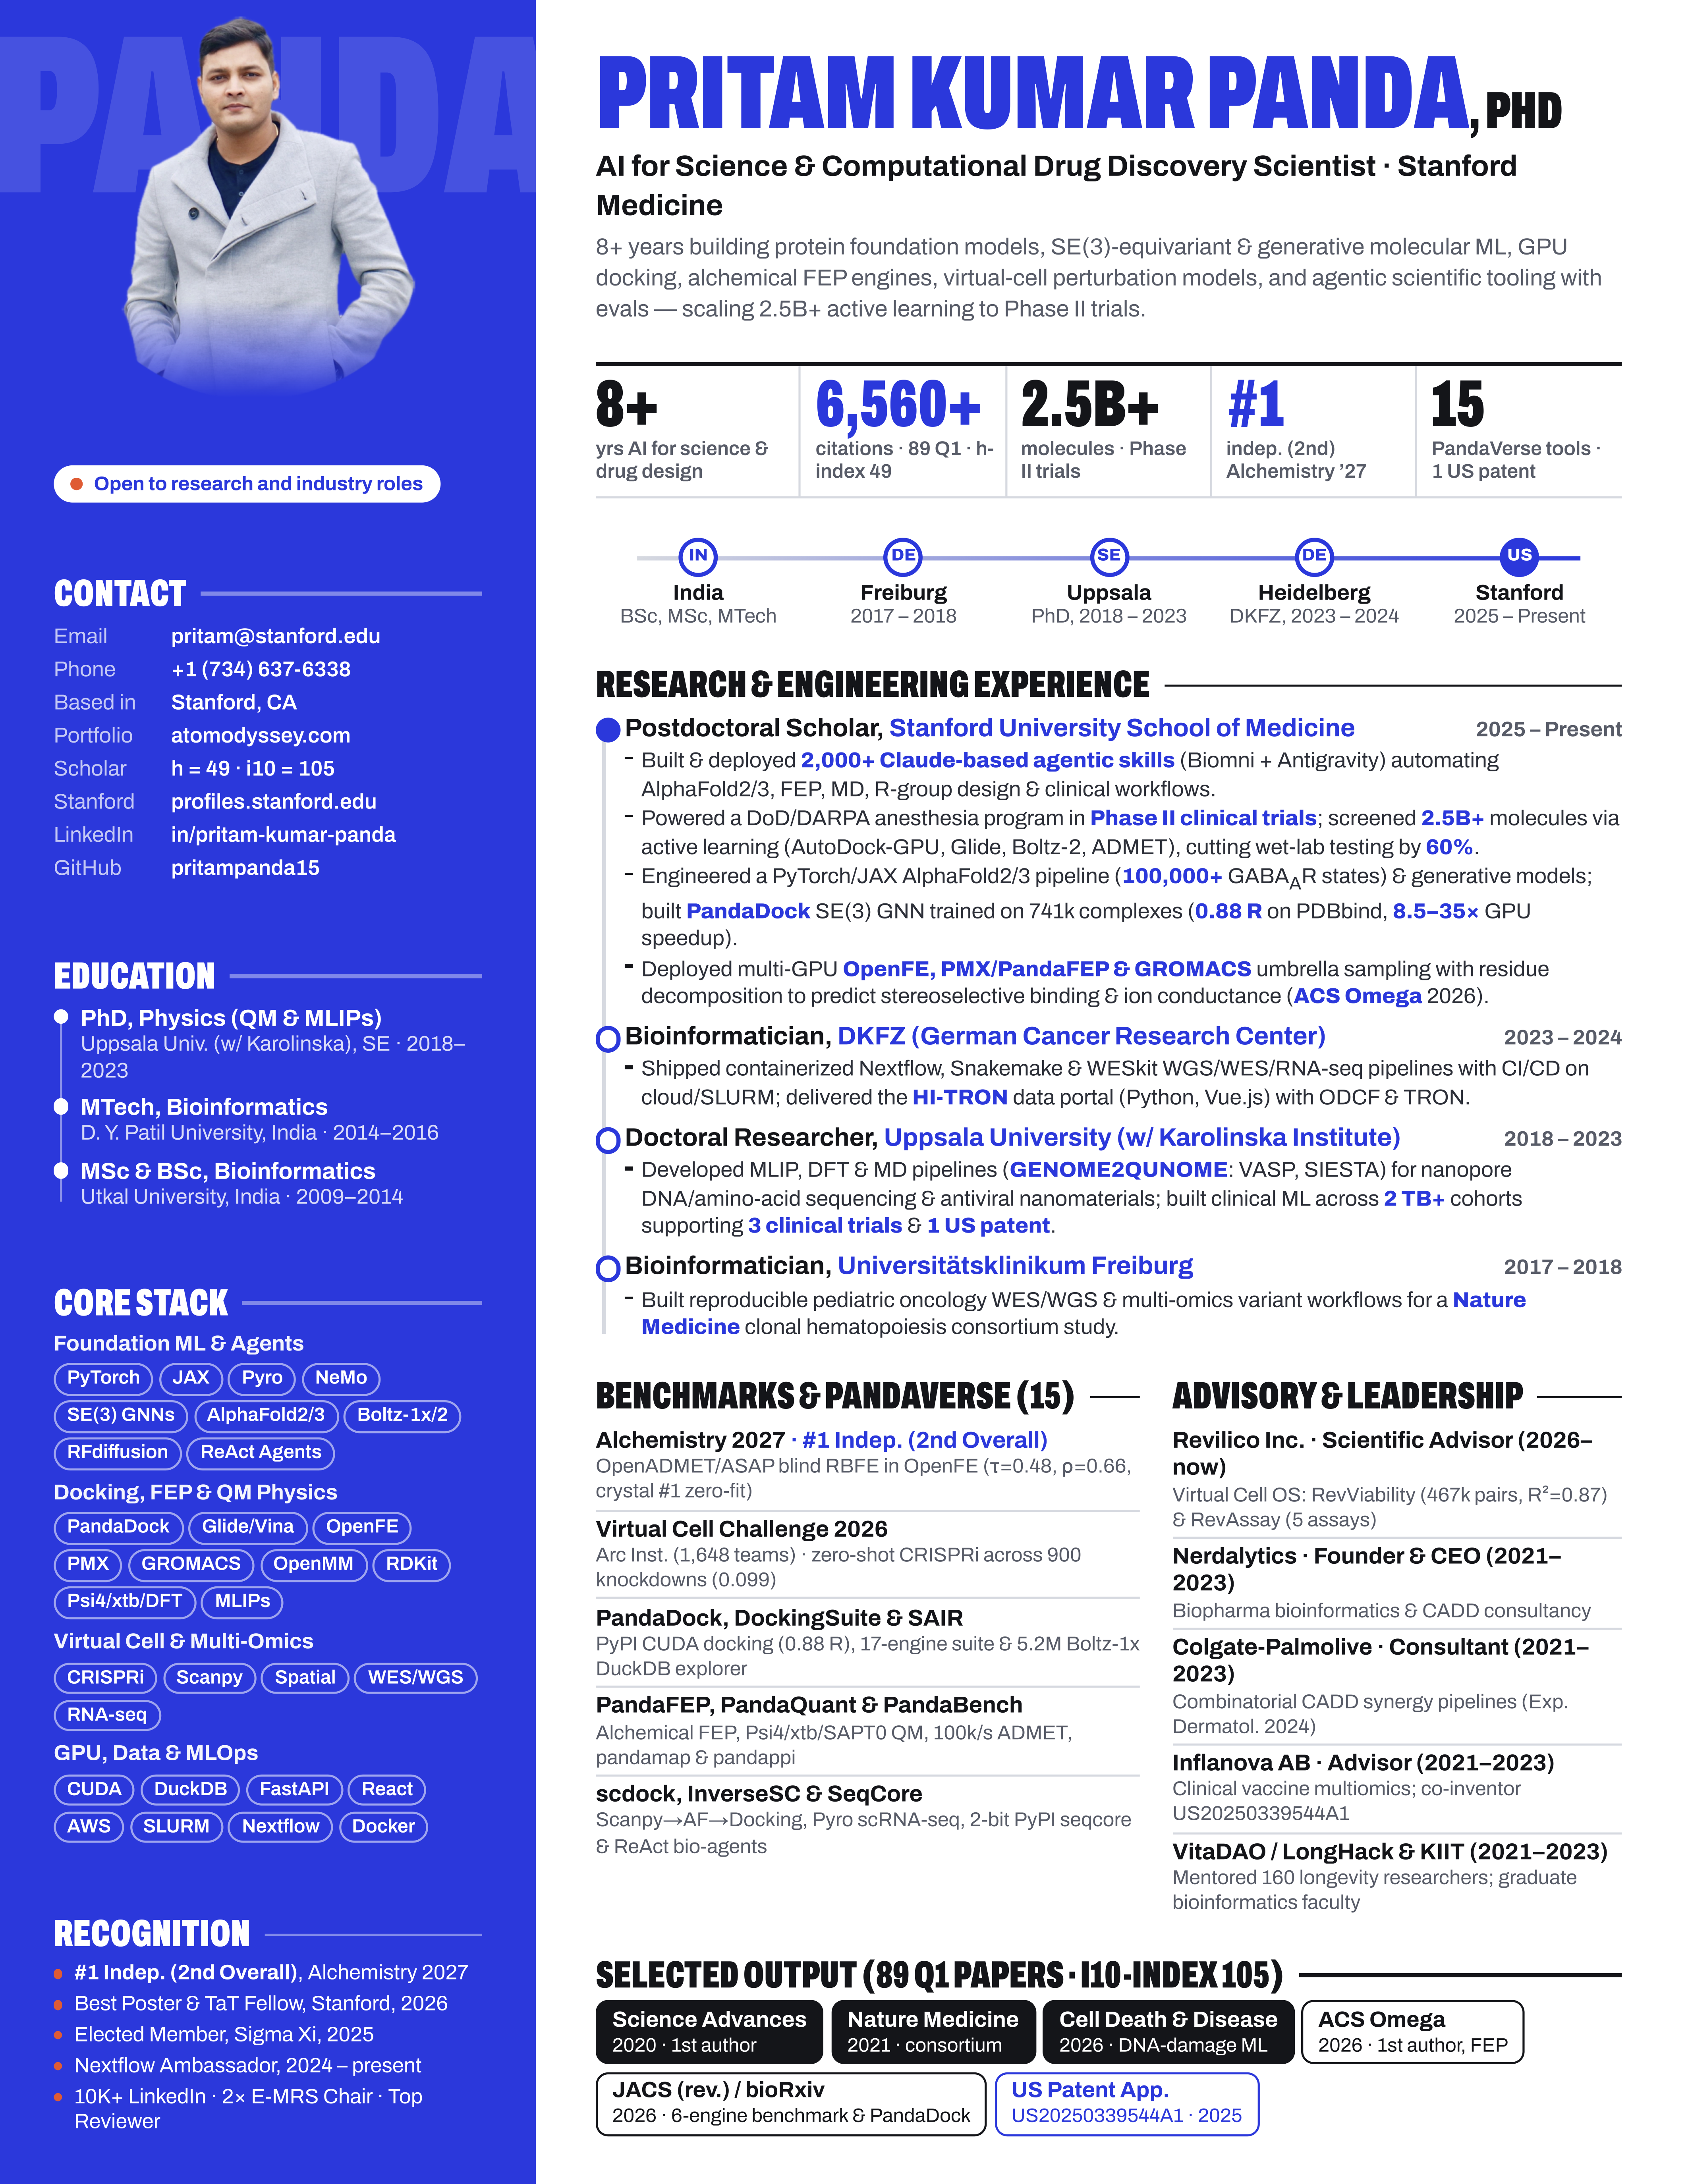 PANDA
Open to research and industry roles
CONTACT
Email pritam@stanford.edu
Phone +1 (734) 637-6338
Based in Stanford, CA
Portfolio atomodyssey.com
Scholar h = 49 · i10 = 105
Stanford profiles.stanford.edu
LinkedIn in/pritam-kumar-panda
GitHub pritampanda15
EDUCATION
PhD, Physics (QM & MLIPs)
Uppsala Univ. (w/ Karolinska), SE · 2018–
2023
MTech, Bioinformatics
D. Y. Patil University, India · 2014–2016
MSc & BSc, Bioinformatics
Utkal University, India · 2009–2014
CORE STACK
Foundation ML & Agents
PyTorch JAX Pyro NeMo
SE(3) GNNs AlphaFold2/3 Boltz-1x/2
RFdiffusion ReAct Agents
Docking, FEP & QM Physics
PandaDock Glide/Vina OpenFE
PMX GROMACS OpenMM RDKit
Psi4/xtb/DFT MLIPs
Virtual Cell & Multi-Omics
CRISPRi Scanpy Spatial WES/WGS
RNA-seq
GPU, Data & MLOps
CUDA DuckDB FastAPI React
AWS SLURM Nextflow Docker
RECOGNITION
#1 Indep. (2nd Overall), Alchemistry 2027
Best Poster & TaT Fellow, Stanford, 2026
Elected Member, Sigma Xi, 2025
Nextflow Ambassador, 2024 – present
10K+ LinkedIn · 2× E-MRS Chair · Top
Reviewer
PRITAM KUMAR PANDA, PHD
AI for Science & Computational Drug Discovery Scientist · Stanford
Medicine
8+ years building protein foundation models, SE(3)-equivariant & generative molecular ML, GPU
docking, alchemical FEP engines, virtual-cell perturbation models, and agentic scientific tooling with
evals — scaling 2.5B+ active learning to Phase II trials.
8+
yrs AI for science &
drug design
6,560+
citations · 89 Q1 · h-
index 49
2.5B+
molecules · Phase
II trials
#1
indep. (2nd)
Alchemistry ’27
15
PandaVerse tools ·
1 US patent
IN DE SE DE US
India Freiburg Uppsala Heidelberg Stanford
BSc, MSc, MTech 2017 – 2018 PhD, 2018 – 2023 DKFZ, 2023 – 2024 2025 – Present
RESEARCH & ENGINEERING EXPERIENCE
Postdoctoral Scholar, Stanford University School of Medicine 2025 – Present
- Built & deployed 2,000+ Claude-based agentic skills (Biomni + Antigravity) automating
AlphaFold2/3, FEP, MD, R-group design & clinical workflows.
- Powered a DoD/DARPA anesthesia program in Phase II clinical trials; screened 2.5B+ molecules via
active learning (AutoDock-GPU, Glide, Boltz-2, ADMET), cutting wet-lab testing by 60%.
- Engineered a PyTorch/JAX AlphaFold2/3 pipeline (100,000+ GABA_AR states) & generative models;
built PandaDock SE(3) GNN trained on 741k complexes (0.88 R on PDBbind, 8.5–35× GPU
speedup).
- Deployed multi-GPU OpenFE, PMX/PandaFEP & GROMACS umbrella sampling with residue
decomposition to predict stereoselective binding & ion conductance (ACS Omega 2026).
Bioinformatician, DKFZ (German Cancer Research Center) 2023 – 2024
- Shipped containerized Nextflow, Snakemake & WESkit WGS/WES/RNA-seq pipelines with CI/CD on
cloud/SLURM; delivered the HI-TRON data portal (Python, Vue.js) with ODCF & TRON.
Doctoral Researcher, Uppsala University (w/ Karolinska Institute) 2018 – 2023
- Developed MLIP, DFT & MD pipelines (GENOME2QUNOME: VASP, SIESTA) for nanopore
DNA/amino-acid sequencing & antiviral nanomaterials; built clinical ML across 2 TB+ cohorts
supporting 3 clinical trials & 1 US patent.
Bioinformatician, Universitätsklinikum Freiburg 2017 – 2018
- Built reproducible pediatric oncology WES/WGS & multi-omics variant workflows for a Nature
Medicine clonal hematopoiesis consortium study.
BENCHMARKS & PANDAVERSE (15)
Alchemistry 2027 · #1 Indep. (2nd Overall)
OpenADMET/ASAP blind RBFE in OpenFE (τ=0.48, ρ=0.66,
crystal #1 zero-fit)
Virtual Cell Challenge 2026
Arc Inst. (1,648 teams) · zero-shot CRISPRi across 900
knockdowns (0.099)
PandaDock, DockingSuite & SAIR
PyPI CUDA docking (0.88 R), 17-engine suite & 5.2M Boltz-1x
DuckDB explorer
PandaFEP, PandaQuant & PandaBench
Alchemical FEP, Psi4/xtb/SAPT0 QM, 100k/s ADMET,
pandamap & pandappi
scdock, InverseSC & SeqCore
Scanpy→AF→Docking, Pyro scRNA-seq, 2-bit PyPI seqcore
& ReAct bio-agents
ADVISORY & LEADERSHIP
Revilico Inc. · Scientific Advisor (2026–
now)
Virtual Cell OS: RevViability (467k pairs, R²=0.87)
& RevAssay (5 assays)
Nerdalytics · Founder & CEO (2021–
2023)
Biopharma bioinformatics & CADD consultancy
Colgate-Palmolive · Consultant (2021–
2023)
Combinatorial CADD synergy pipelines (Exp.
Dermatol. 2024)
Inflanova AB · Advisor (2021–2023)
Clinical vaccine multiomics; co-inventor
US20250339544A1
VitaDAO / LongHack & KIIT (2021–2023)
Mentored 160 longevity researchers; graduate
bioinformatics faculty
SELECTED OUTPUT (89 Q1 PAPERS · I10-INDEX 105)
Science Advances
2020 · 1st author
Nature Medicine
2021 · consortium
Cell Death & Disease
2026 · DNA-damage ML
ACS Omega
2026 · 1st author, FEP
JACS (rev.) / bioRxiv
2026 · 6-engine benchmark & PandaDock
US Patent App.
US20250339544A1 · 2025